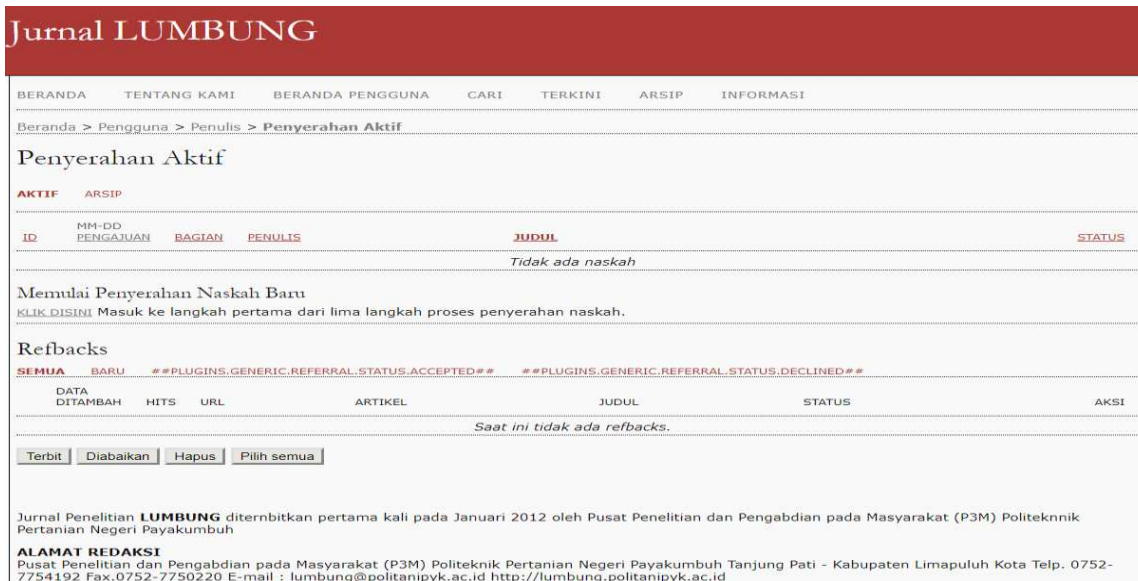 Jurnal LUMBUNG
BERANDA TENTANG KAMI BERANDA PENGGUNA CARI TERKINI ARSIP INFORMASI
Beranda > Pengguna > Penulis > Penyerahan Aktif
Penyerahan Aktif
AKTIF ARSIP
MM-DD
ID PENGAJUAN BAGIAN PENULIS JUDUL STATUS
Tidak ada naskah
Memulai Penyerahan Naskah Baru
KLIK DISINI Masuk ke langkah pertama dari lima langkah proses penyerahan naskah.
Refbacks
SEMUA BARU ##PLUGINS.GENERIC.REFERRAL.STATUS.ACCEPTED## ##PLUGINS.GENERIC.REFERRAL.STATUS.DECLINED##
DATA
DITAMBAH HITS URL ARTIKEL JUDUL STATUS AKSI
Saat ini tidak ada refbacks.
Terbit Diabaikan Hapus Pilih semua
Jurnal Penelitian LUMBUNG diternbitkan pertama kali pada Januari 2012 oleh Pusat Penelitian dan Pengabdian pada Masyarakat (P3M) Politeknnik
Pertanian Negeri Payakumbuh
ALAMAT REDAKSI
Pusat Penelitian dan Pengabdian pada Masyarakat (P3M) Politeknik Pertanian Negeri Payakumbuh Tanjung Pati - Kabupaten Limapuluh Kota Telp. 0752-
7754192 Fax.0752-7750220 E-mail : lumbung@politanipyk.ac.id http://lumbung.politanipyk.ac.id